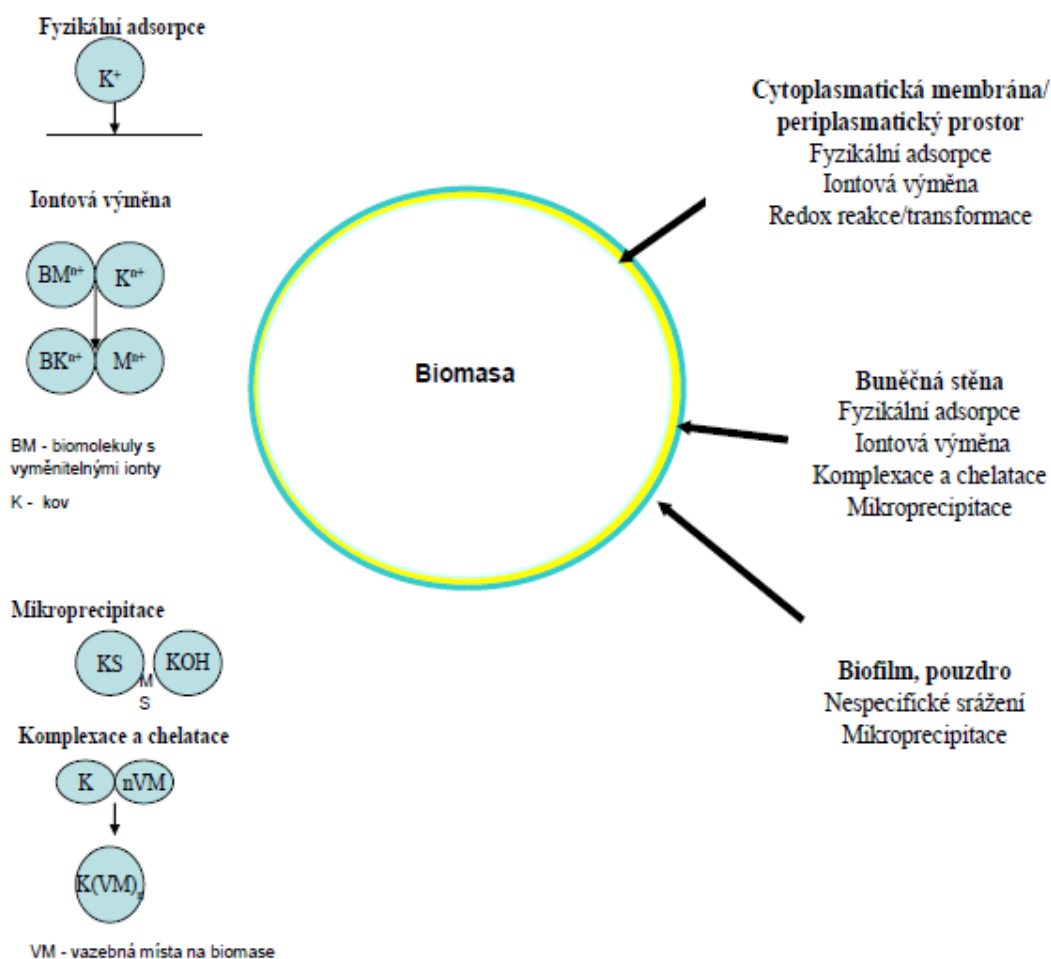 Fyzikální adsorpce
K⁺
Iontová výměna
BMⁿ⁺ Kⁿ⁺
BKⁿ⁺ Mⁿ⁺
BM - biomolekuly s
vyměnitelnými ionty
K - kov
Mikroprecipitace
KS KOH
M
S
Komplexace a chelatace
K nVM
K(VM)ₙ
VM - vazebná místa na biomase
Biomasa
Cytoplasmatická membrána/
periplasmatický prostor
Fyzikální adsorpce
Iontová výměna
Redox reakce/transformace
Buněčná stěna
Fyzikální adsorpce
Iontová výměna
Komplexace a chelatace
Mikroprecipitace
Biofilm, pouzdro
Nespecifické srážení
Mikroprecipitace